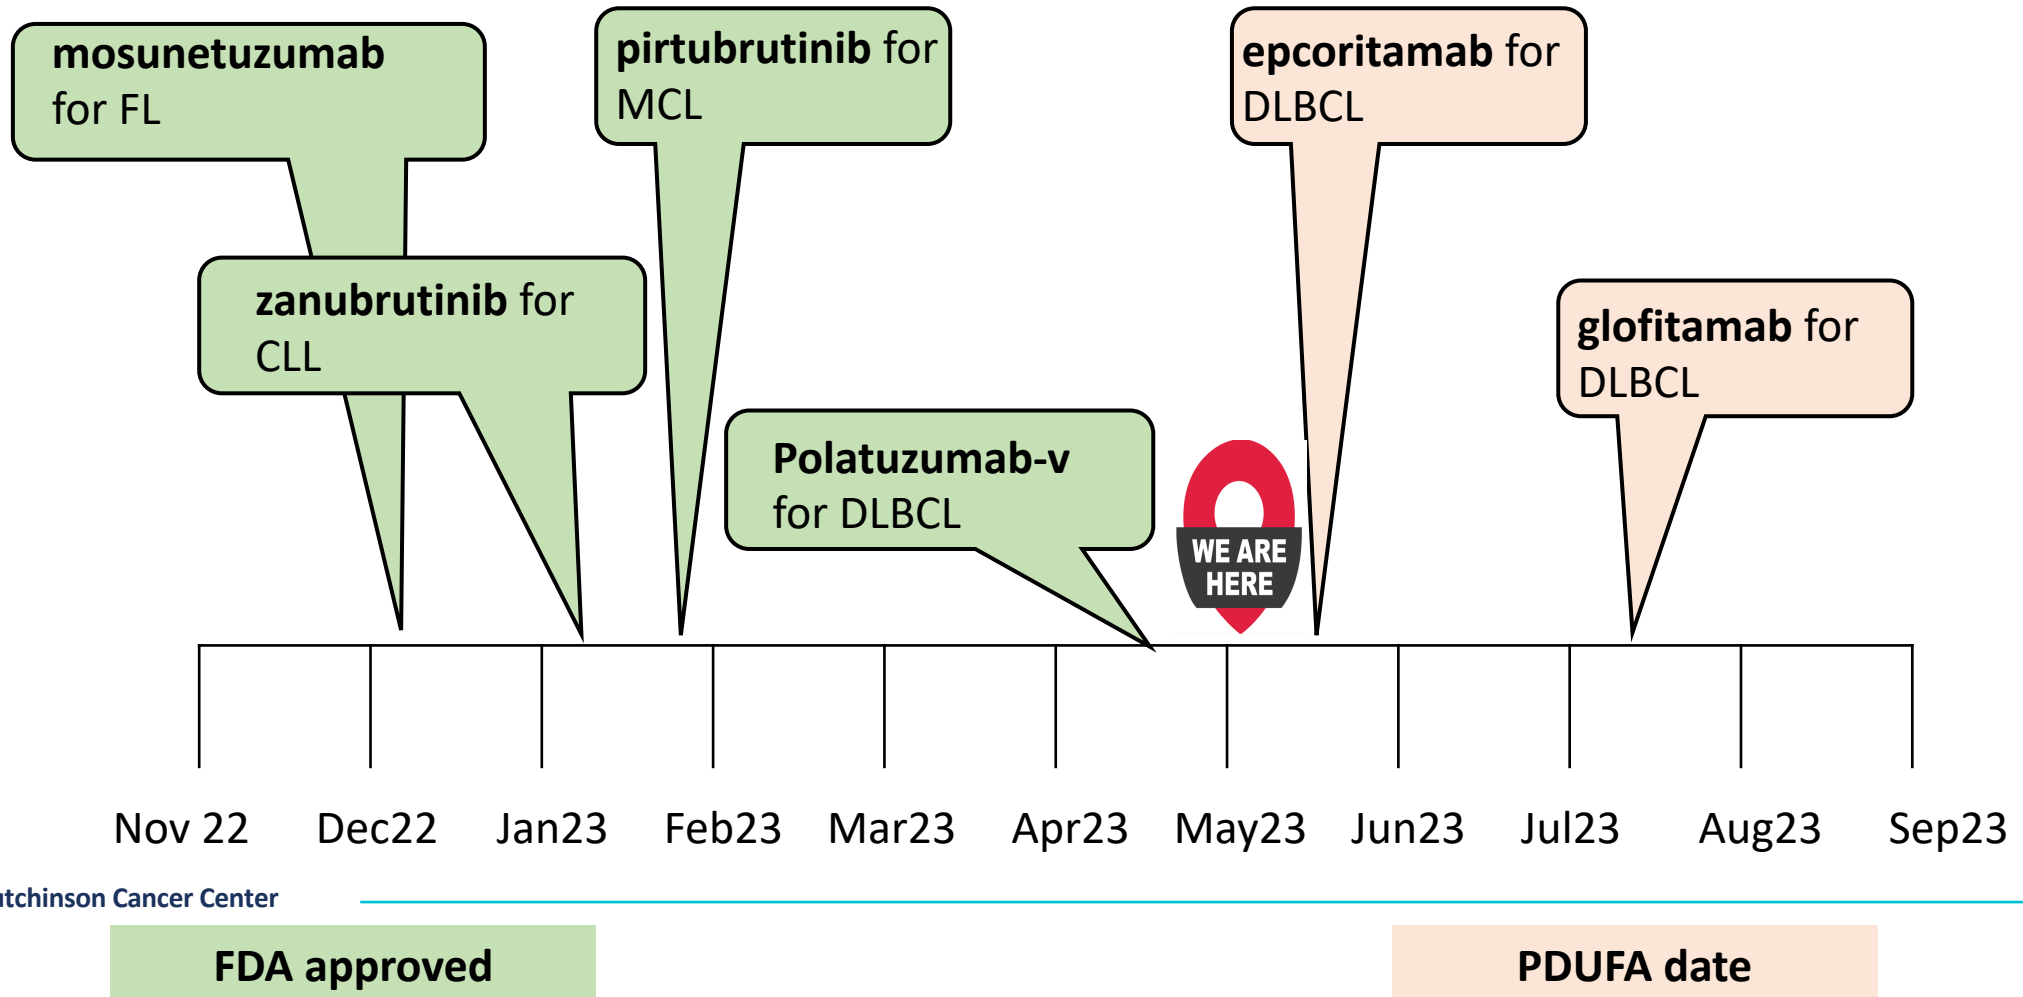 mosunetuzumab
for FL
pirtubrutinib for
MCL
epcoritamab for
DLBCL
zanubrutinib for
CLL
glofitamab for
DLBCL
Polatuzumab-v
for DLBCL
WE ARE
HERE
Nov 22 Dec22 Jan23 Feb23 Mar23 Apr23 May23 Jun23 Jul23 Aug23 Sep23
utchinson Cancer Center
FDA approved
PDUFA date